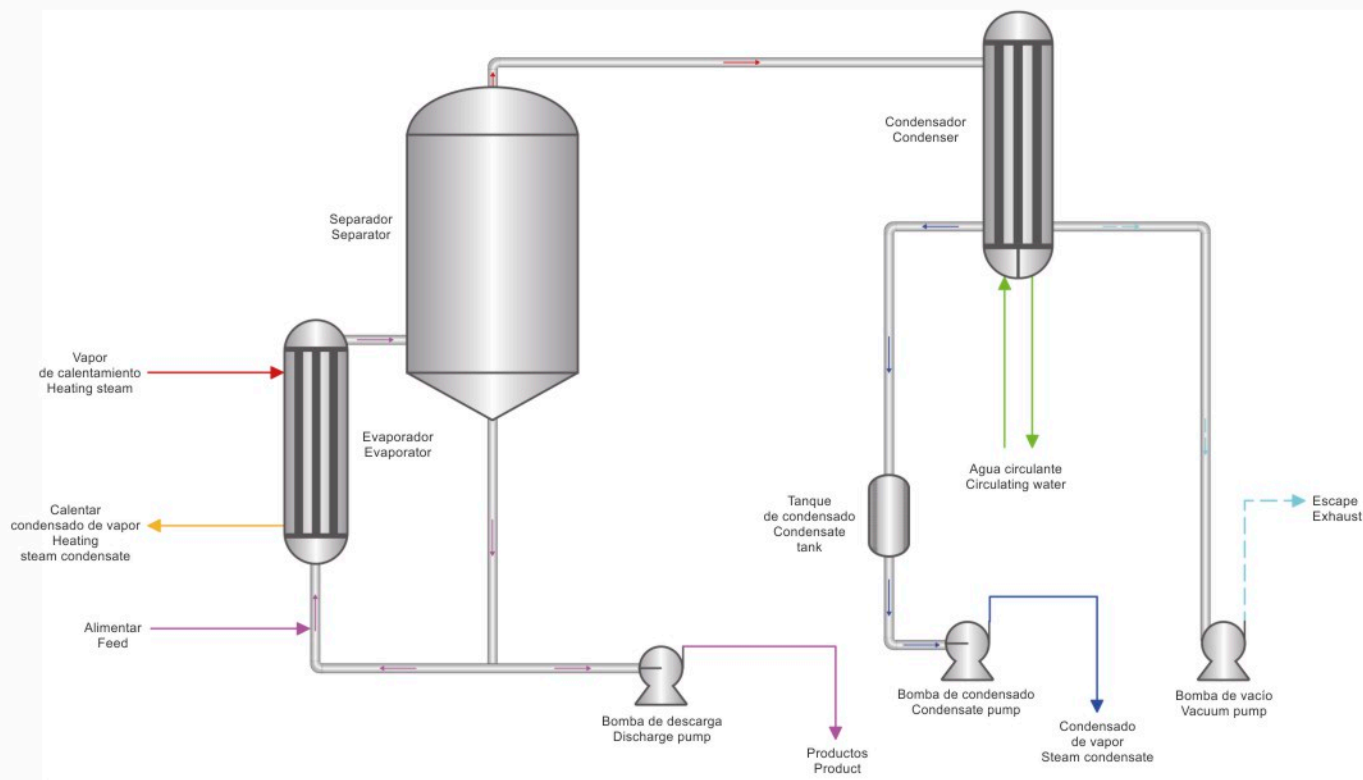 Condensador
Condenser
Separador
Separator
Vapor
de calentamiento
Heating steam
Evaporador
Evaporator
Calentar
condensado de vapor
Heating
steam condensate
Alimentar
Feed
Agua circulante
Circulating water
Tanque
de condensado
Condensate
tank
Escape
Exhaust
Bomba de descarga
Discharge pump
Productos
Product
Bomba de condensado
Condensate pump
Condensado
de vapor
Steam condensate
Bomba de vacío
Vacuum pump